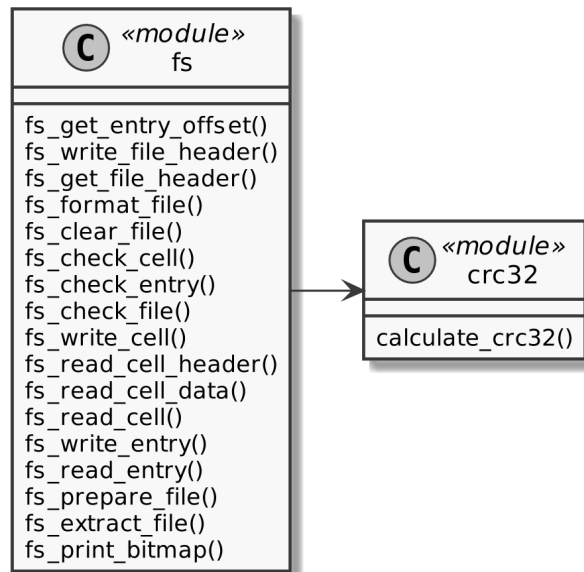 C «module»
fs
fs_get_entry_offset()
fs_write_file_header()
fs_get_file_header()
fs_format_file()
fs_clear_file()
fs_check_cell()
fs_check_entry()
fs_check_file()
fs_write_cell()
fs_read_cell_header()
fs_read_cell_data()
fs_read_cell()
fs_write_entry()
fs_read_entry()
fs_prepare_file()
fs_extract_file()
fs_print_bitmap()
C «module»
crc32
calculate_crc32()